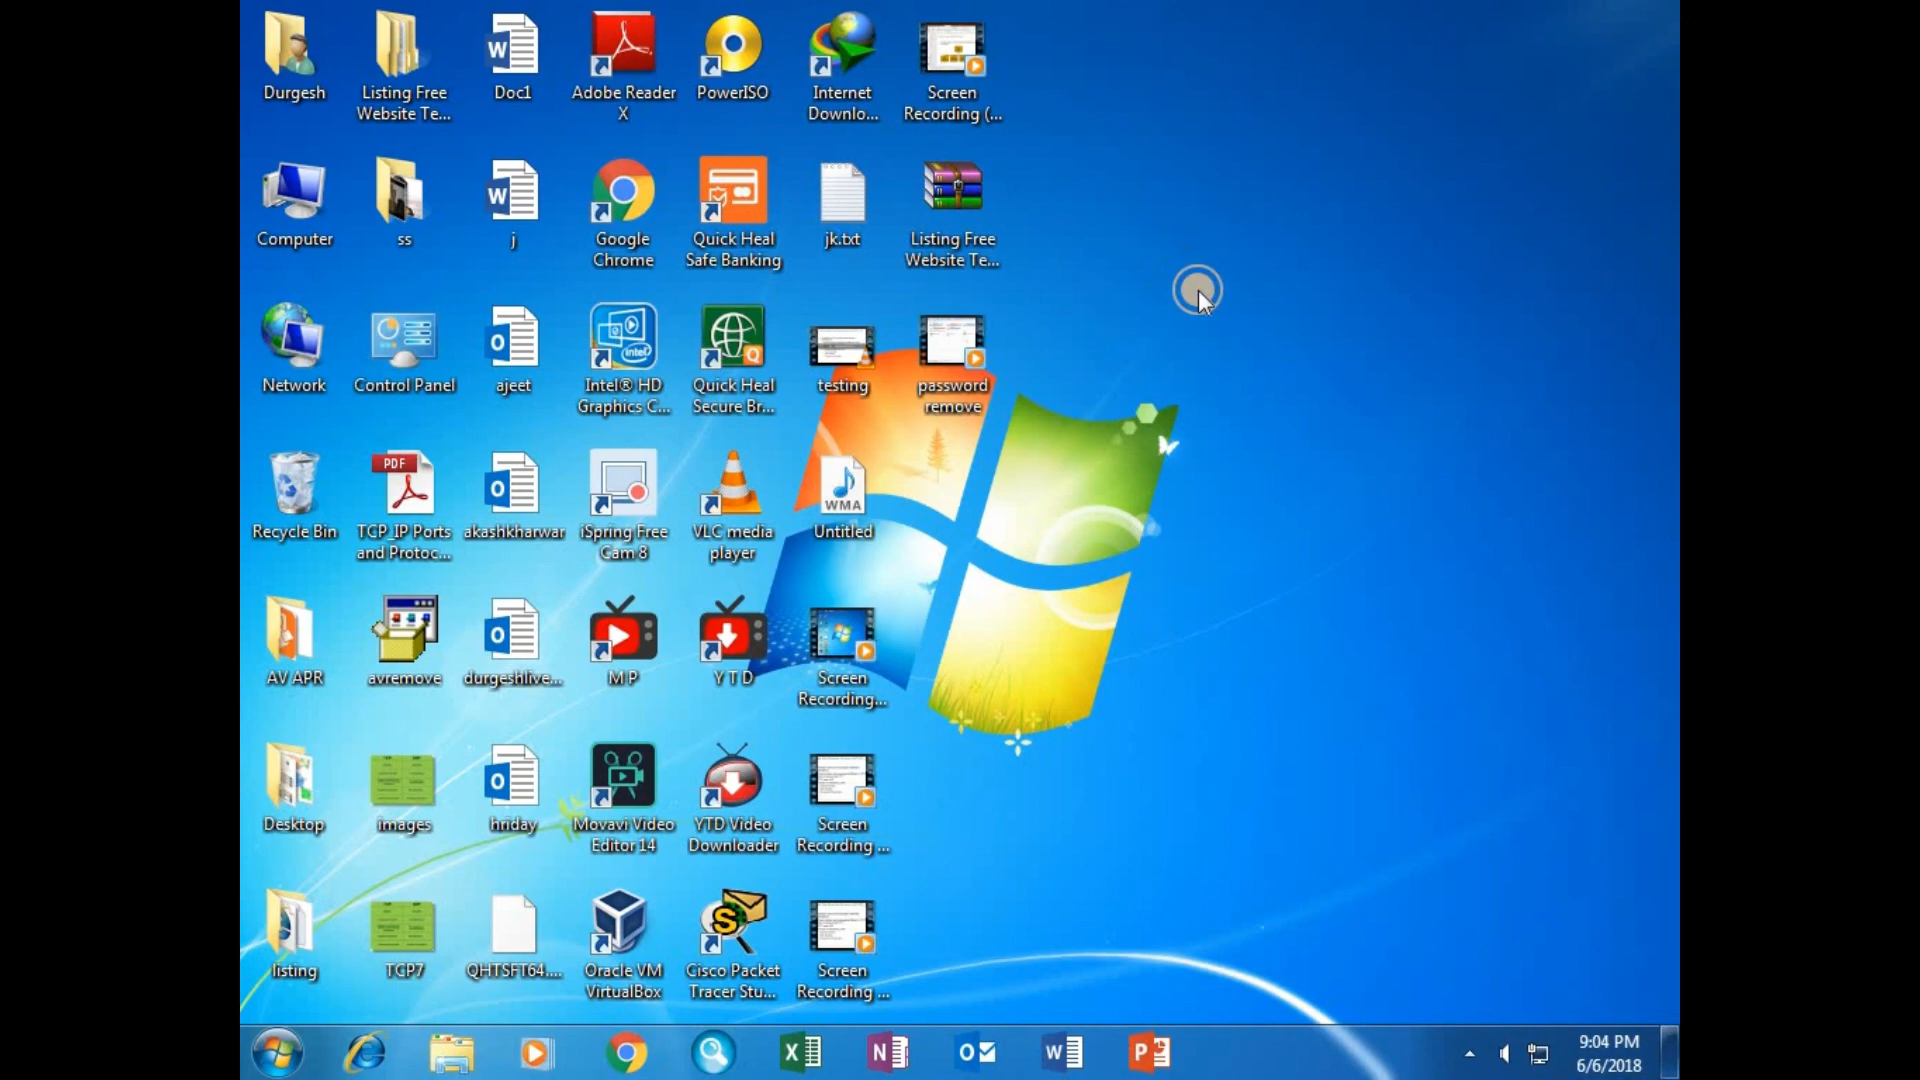 Durgesh
Listing Free
Website Te...
Doc1
Adobe Reader
X
PowerISO
Internet
Downlo...
Screen
Recording (...
Computer
ss
j
Google
Chrome
Quick Heal
Safe Banking
jk.txt
Listing Free
Website Te...
Network
Control Panel
ajeet
intel
Intel® HD
Graphics C...
Q
Quick Heal
Secure Br...
testing
password
remove
Recycle Bin
PDF
TCP_IP Ports
and Protoc...
akashkharwar
iSpring Free
Cam 8
VLC media
player
WMA
Untitled
AV APR
avremove
durgeshlive...
M P
Y T D
Screen
Recording...
Desktop
images
hriday
Movavi Video
Editor 14
YTD Video
Downloader
Screen
Recording ...
listing
TCP7
QHTSFT64....
Oracle VM
VirtualBox
S
Cisco Packet
Tracer Stu...
Screen
Recording ...
9:04 PM
6/6/2018